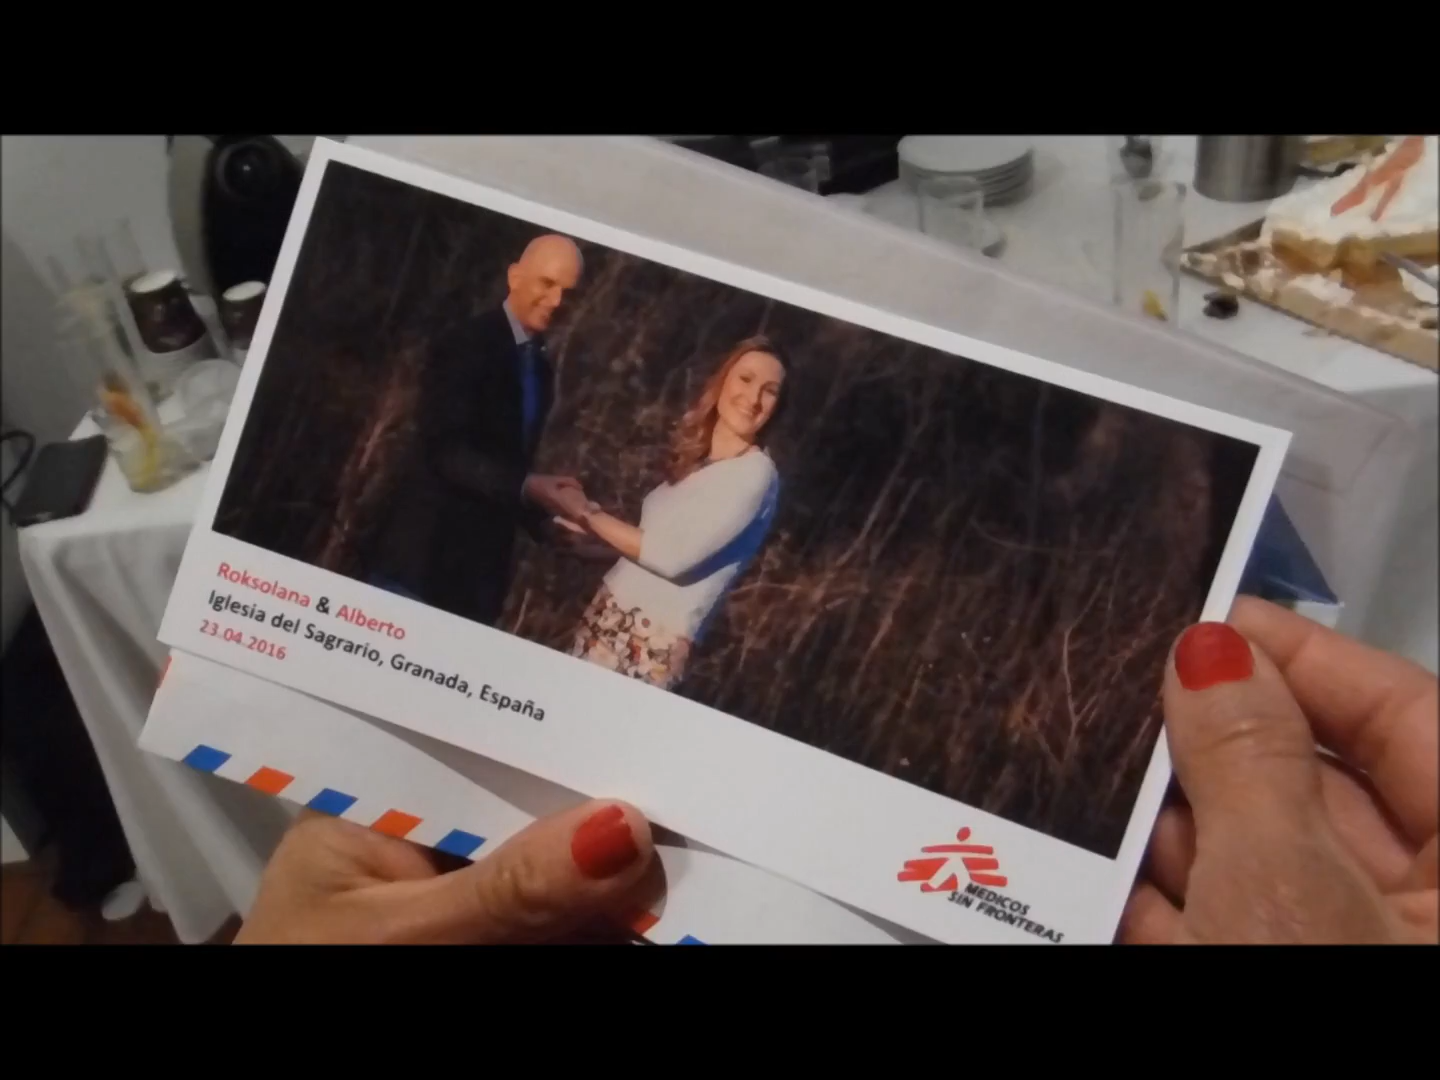 Roksolana & Alberto
Iglesia del Sagrario, Granada, España
23.04.2016
MEDICOS
SIN FRONTERAS